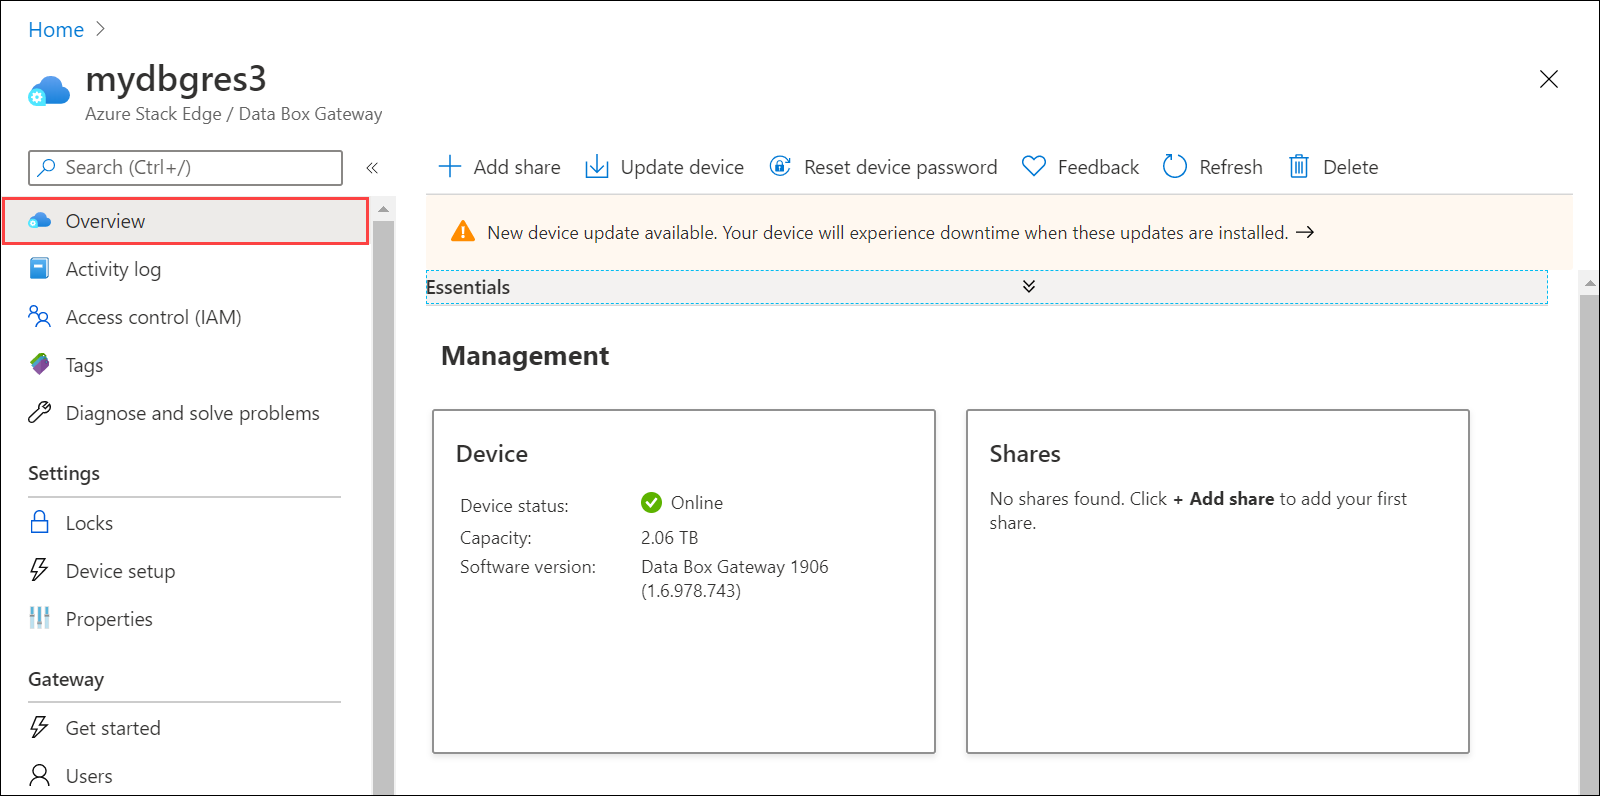 Home
mydbgres3
Azure Stack Edge / Data Box Gateway
Search (Ctrl+/)
Overview
Activity log
Access control (IAM)
Tags
Diagnose and solve problems
Settings
Locks
Device setup
Properties
Gateway
Get started
Users
Add share
Update device
Reset device password
Feedback
Refresh
Delete
New device update available. Your device will experience downtime when these updates are installed. →
Essentials
Management
Device
Device status: Online
Capacity: 2.06 TB
Software version: Data Box Gateway 1906
(1.6.978.743)
Shares
No shares found. Click + Add share to add your first
share.